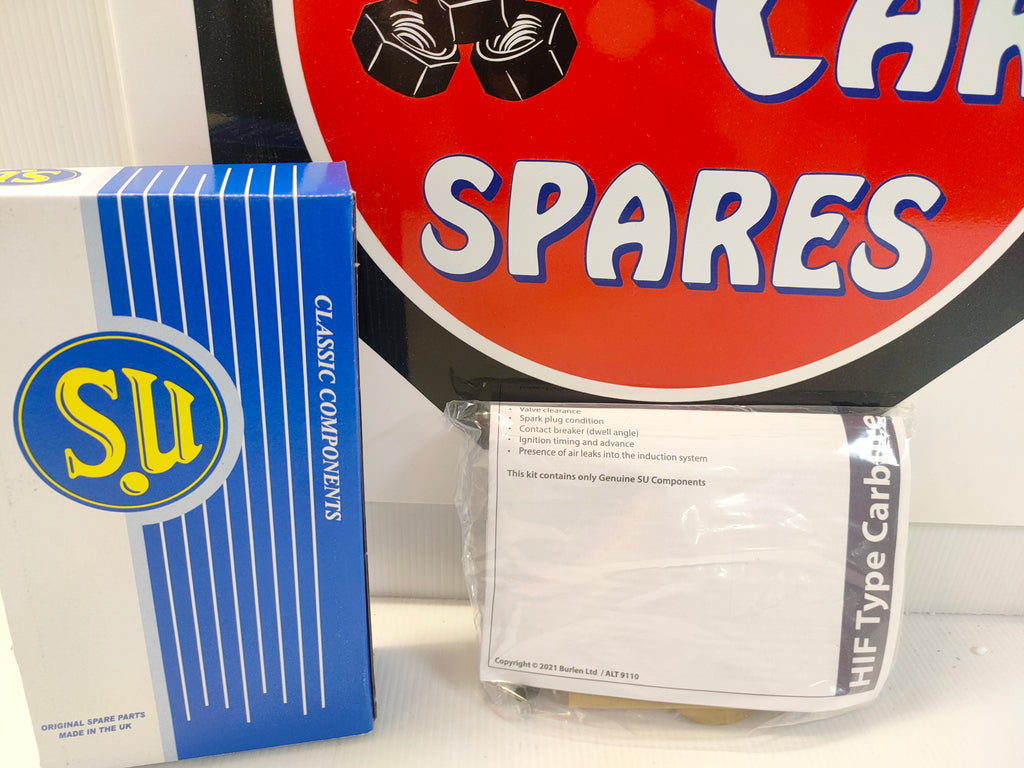 CAR
SPARES
SU
SU
CLASSIC COMPONENTS
ORIGINAL SPARE PARTS
MADE IN THE UK
• Valve clearance
• Spark plug condition
• Contact breaker (dwell angle)
• Ignition timing and advance
• Presence of air leaks into the induction system
This kit contains only Genuine SU Components
Copyright © 2021 Burlen Ltd / ALT 9110
HIF Type Carb